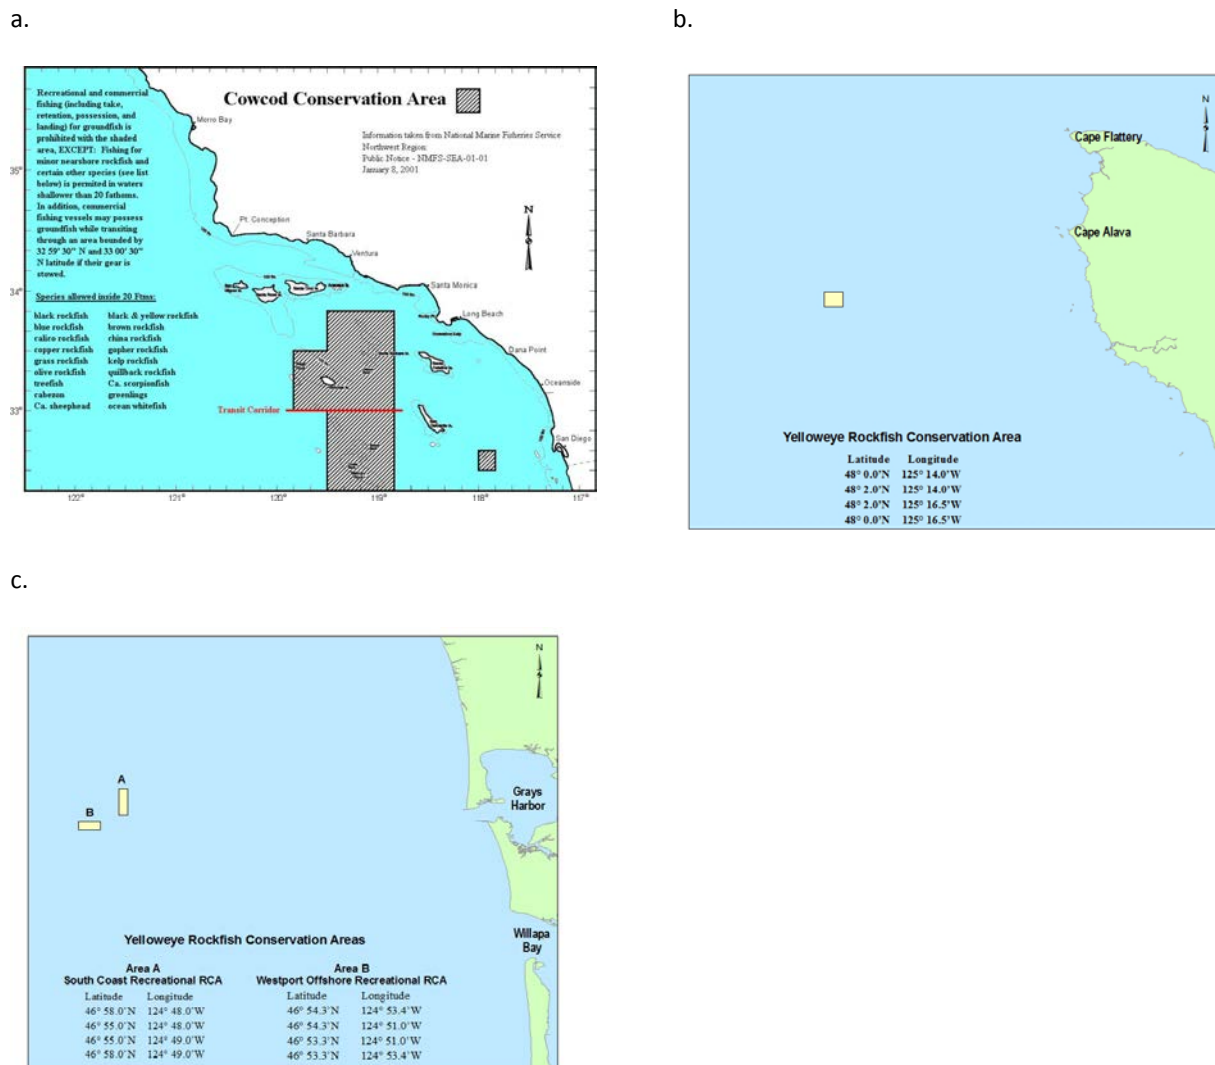 a.
b.
Recreational and commercial
fishing (including take,
retention, possession, and
landing) for groundfish is
prohibited with the shaded
area, EXCEPT: Fishing for
minor nearshore rockfish and
certain other species (see list
below) is permited in waters
shallower than 20 fathoms.
In addition, commercial
fishing vessels may possess
groundfish while transiting
through an area bounded by
32 59' 30" N and 33 00' 30"
N latitude if their gear is
stowed.
Species allowed inside 20 Ftms:
black rockfish black & yellow rockfish
blue rockfish brown rockfish
calico rockfish china rockfish
copper rockfish gopher rockfish
grass rockfish kelp rockfish
olive rockfish quillback rockfish
treefish Ca. scorpionfish
cabezon greenlings
Ca. sheephead ocean whitefish
Cowcod Conservation Area
Information taken from National Marine Fisheries Service
Northwest Region:
Public Notice - NMFS-SEA-01-01
January 8, 2001
N
Morro Bay
Pt. Conception
Santa Barbara
Ventura
Santa Monica
Long Beach
Dana Point
Oceanside
San Diego
Transit Corridor
35°
34°
33°
122° 121° 120° 119° 118° 117°
N
Cape Flattery
Cape Alava
Yelloweye Rockfish Conservation Area
Latitude Longitude
48° 0.0'N 125° 14.0'W
48° 2.0'N 125° 14.0'W
48° 2.0'N 125° 16.5'W
48° 0.0'N 125° 16.5'W
c.
N
A
B
Grays
Harbor
Willapa
Bay
Yelloweye Rockfish Conservation Areas
Area A
South Coast Recreational RCA
Latitude Longitude
46° 58.0'N 124° 48.0'W
46° 55.0'N 124° 48.0'W
46° 55.0'N 124° 49.0'W
46° 58.0'N 124° 49.0'W
Area B
Westport Offshore Recreational RCA
Latitude Longitude
46° 54.3'N 124° 53.4'W
46° 54.3'N 124° 51.0'W
46° 53.3'N 124° 51.0'W
46° 53.3'N 124° 53.4'W